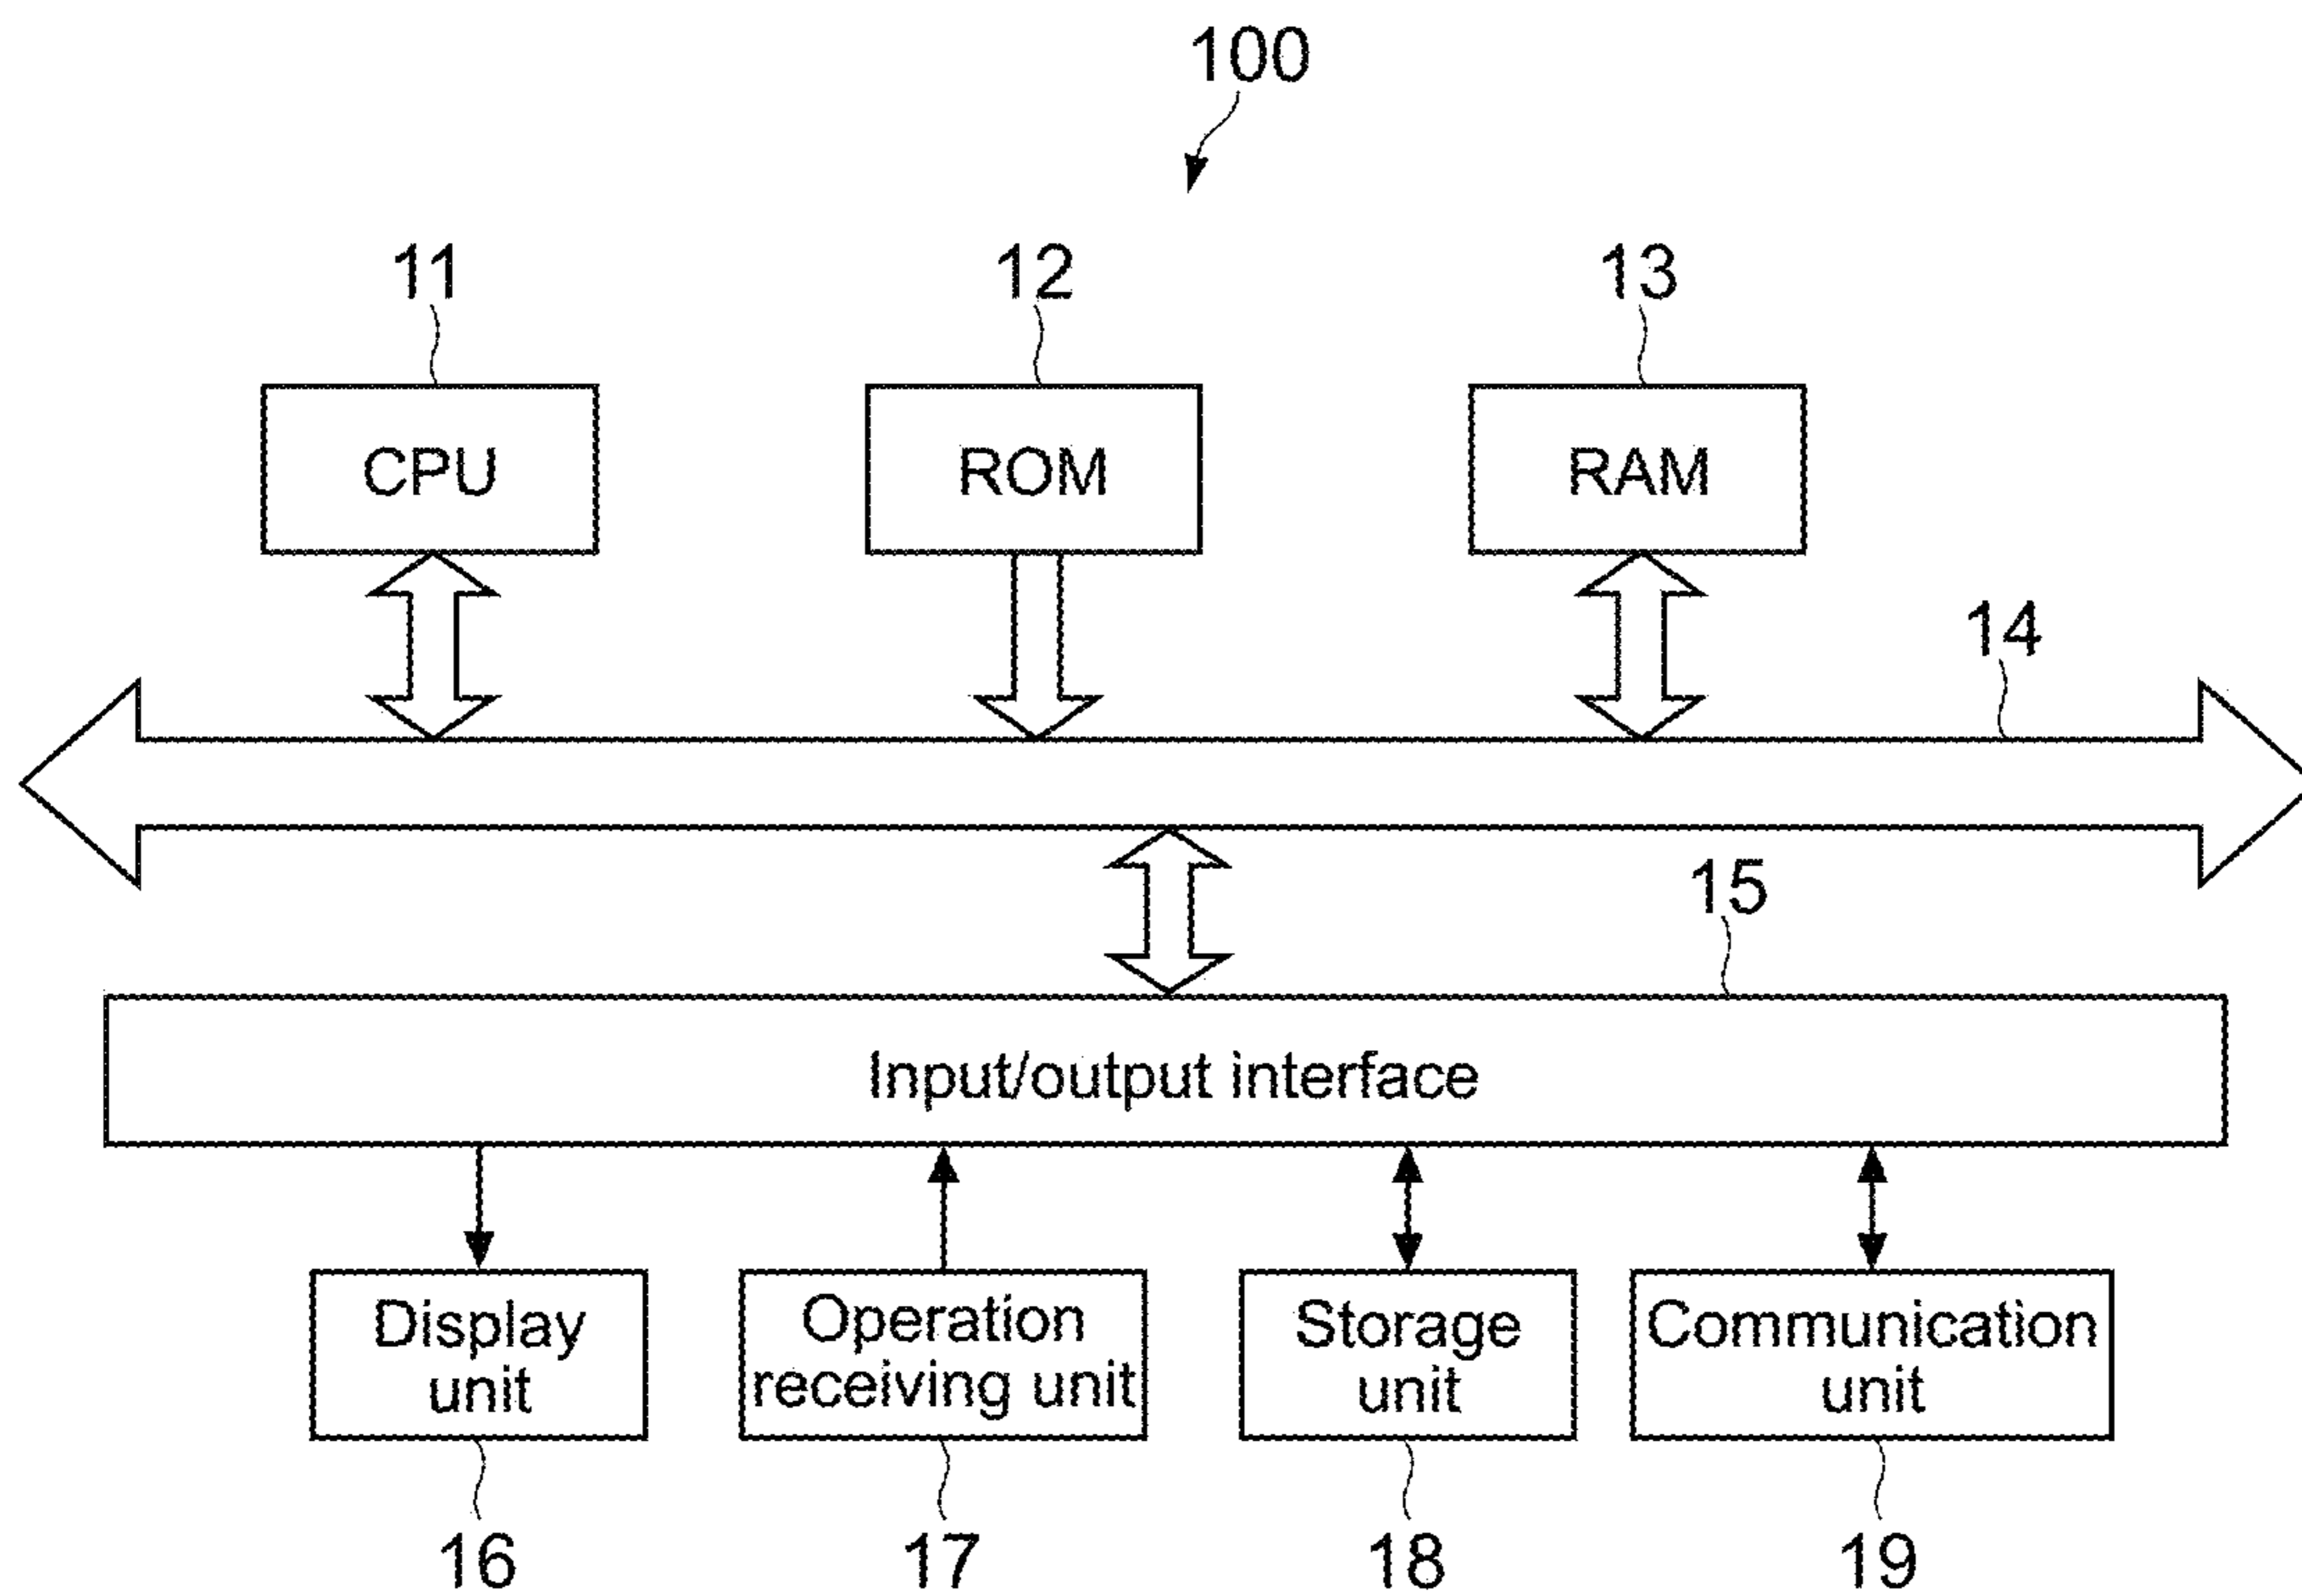 100
11
12
13
CPU
ROM
RAM
14
15
Input/output interface
Display
unit
Operation
receiving unit
Storage
unit
Communication
unit
16
17
18
19